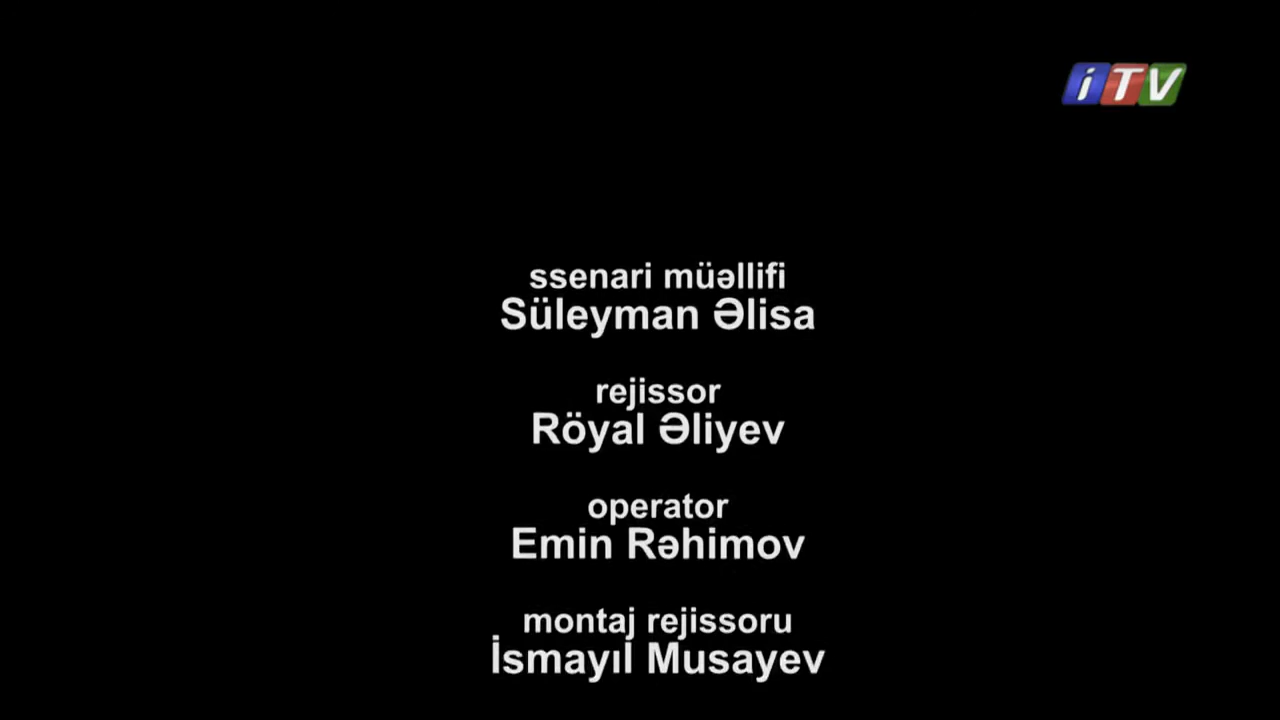 iTV
ssenari müəllifi
Süleyman Əlisa
rejissor
Röyal Əliyev
operator
Emin Rəhimov
montaj rejissoru
İsmayıl Musayev